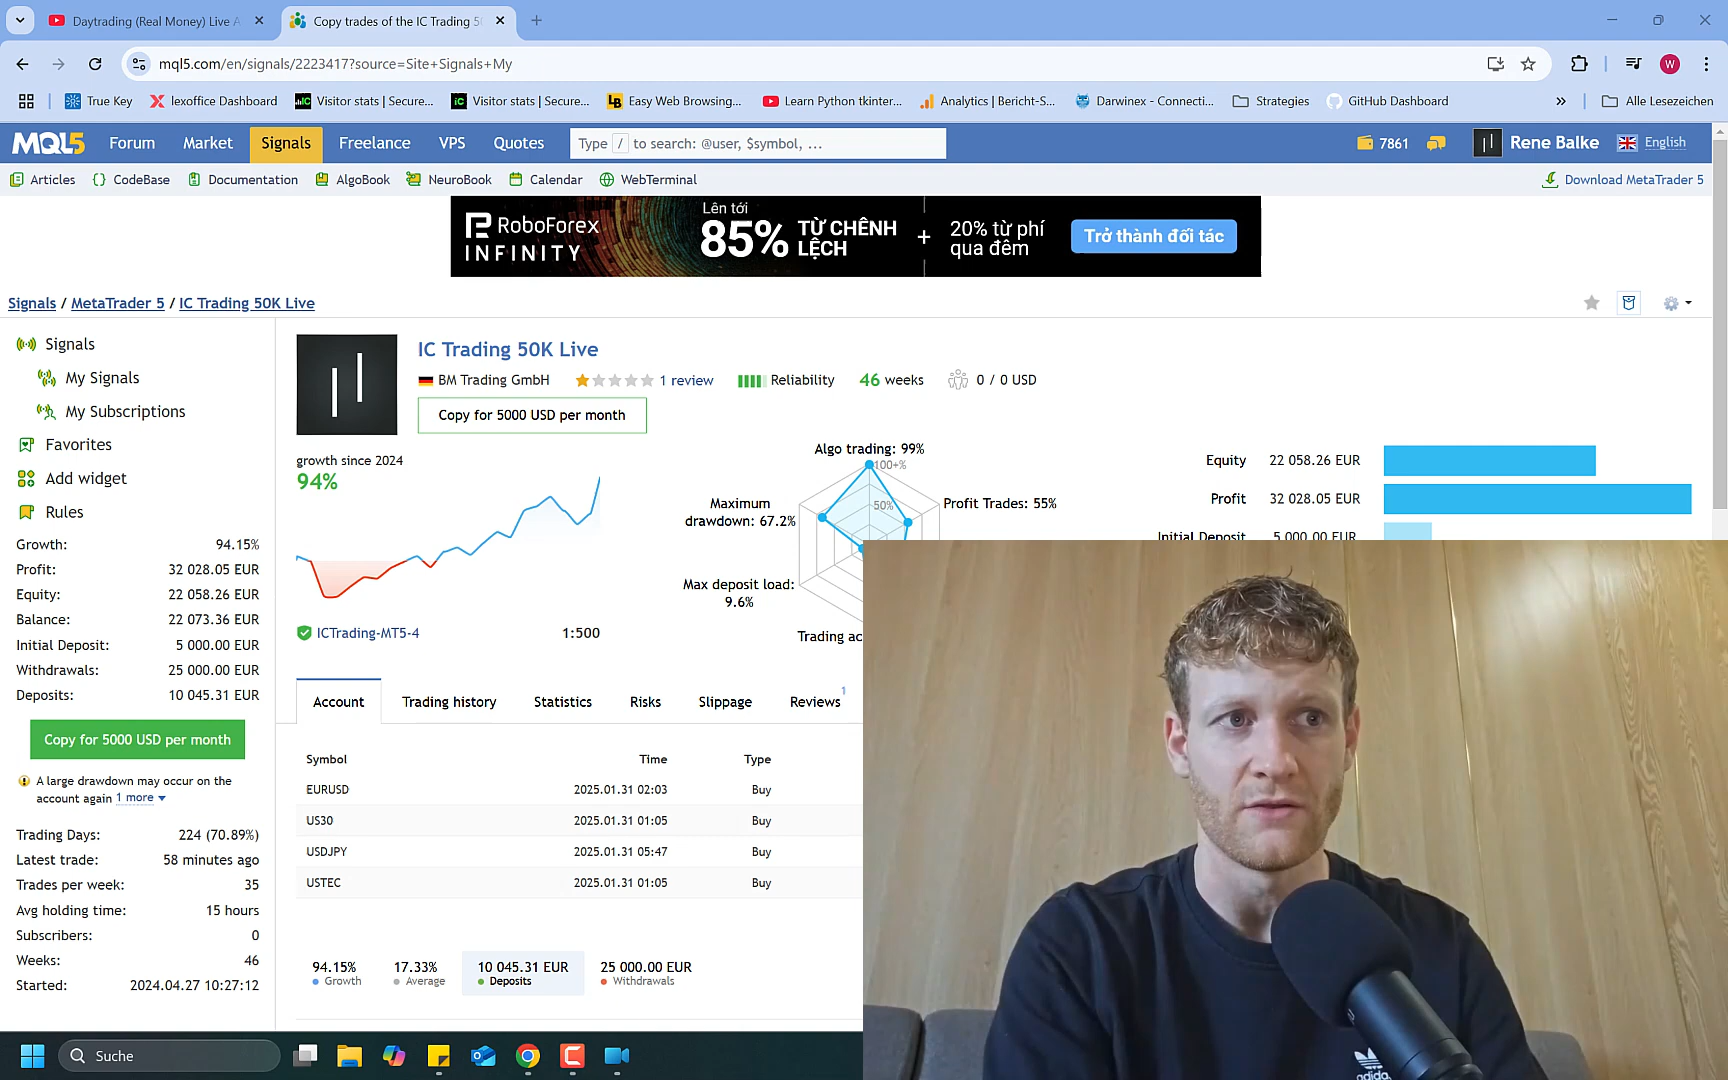 Daytrading (Real Money) Live A
Copy trades of the IC Trading 50
mql5.com/en/signals/2223417?source=Site+Signals+My
W
True Key
lexoffice Dashboard
Visitor stats | Secure...
Visitor stats | Secure...
Easy Web Browsing...
Learn Python tkinter...
Analytics | Bericht-S...
Darwinex - Connecti...
Strategies
GitHub Dashboard
»
Alle Lesezeichen
MQL5
Forum
Market
Signals
Freelance
VPS
Quotes
Type / to search: @user, $symbol, ...
7861
Rene Balke
English
Articles
CodeBase
Documentation
AlgoBook
NeuroBook
Calendar
WebTerminal
Download MetaTrader 5
RoboForex
INFINITY
Lên tới
85% TỪ CHÊNH LỆCH
+
20% từ phí
qua đêm
Trở thành đối tác
Signals / MetaTrader 5 / IC Trading 50K Live
Signals
My Signals
My Subscriptions
Favorites
Add widget
Rules
Growth: 94.15%
Profit: 32 028.05 EUR
Equity: 22 058.26 EUR
Balance: 22 073.36 EUR
Initial Deposit: 5 000.00 EUR
Withdrawals: 25 000.00 EUR
Deposits: 10 045.31 EUR
Copy for 5000 USD per month
A large drawdown may occur on the
account again 1 more
Trading Days: 224 (70.89%)
Latest trade: 58 minutes ago
Trades per week: 35
Avg holding time: 15 hours
Subscribers: 0
Weeks: 46
Started: 2024.04.27 10:27:12
IC Trading 50K Live
BM Trading GmbH
1 review
Reliability
46 weeks
0 / 0 USD
Copy for 5000 USD per month
growth since 2024
94%
ICTrading-MT5-4
1:500
Algo trading: 99%
100+%
50%
Maximum
drawdown: 67.2%
Profit Trades: 55%
Max deposit load:
9.6%
Trading ac
Equity 22 058.26 EUR
Profit 32 028.05 EUR
Initial Deposit 5 000.00 EUR
Account
Trading history
Statistics
Risks
Slippage
Reviews 1
Symbol Time Type
EURUSD 2025.01.31 02:03 Buy
US30 2025.01.31 01:05 Buy
USDJPY 2025.01.31 05:47 Buy
USTEC 2025.01.31 01:05 Buy
94.15%
Growth
17.33%
Average
10 045.31 EUR
Deposits
25 000.00 EUR
Withdrawals
adidas
Suche